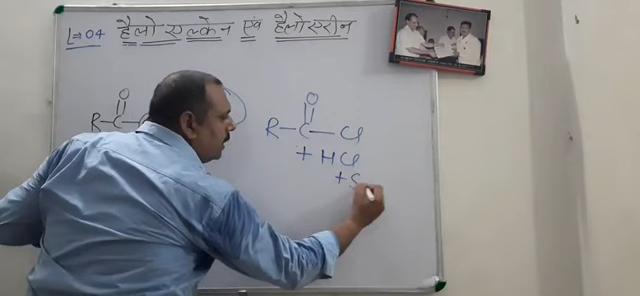 L=04 हैलो एल्केन एवं हैलोएरीन
O O
R-C- R-C-Cl
+ HCl
+S